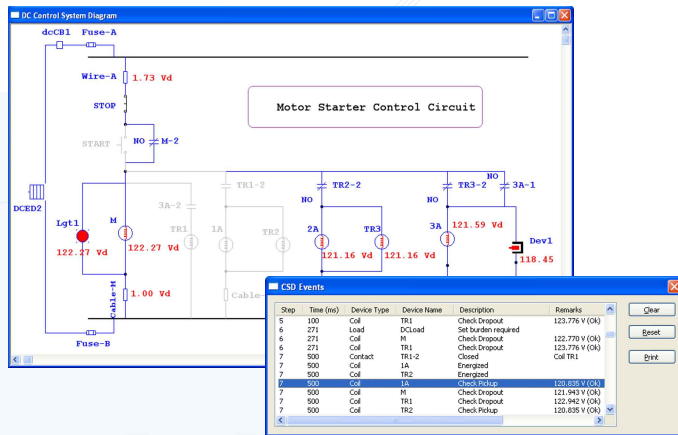 DC Control System Diagram
dcCB1 Fuse-A
Wire-A 1.73 Vd
STOP
Motor Starter Control Circuit
START NO M-2
NO
TR1-2 TR2-2 TR3-2 3A-1
DCED2
3A-2 NO NO
Lgt1 M TR1 1A TR2 2A TR3 3A 121.59 Vd Dev1
122.27 Vd 122.27 Vd 121.16 Vd 121.16 Vd 118.45
Cable-M 1.00 Vd Cable-
Fuse-B
CSD Events
Step Time (ms) Device Type Device Name Description Remarks
5 100 Coil TR1 Check Dropout 123.776 V (Ok)
6 271 Load DCLoad Set burden required
6 271 Coil M Check Dropout 122.770 V (Ok)
6 271 Coil TR1 Check Dropout 123.776 V (Ok)
7 500 Contact TR1-2 Closed Coil TR1
7 500 Coil 1A Energized
7 500 Coil TR2 Energized
7 500 Coil 1A Check Pickup 120.835 V (Ok)
7 500 Coil M Check Dropout 121.943 V (Ok)
7 500 Coil TR1 Check Dropout 122.942 V (Ok)
7 500 Coil TR2 Check Pickup 120.835 V (Ok)
Clear
Reset
Print